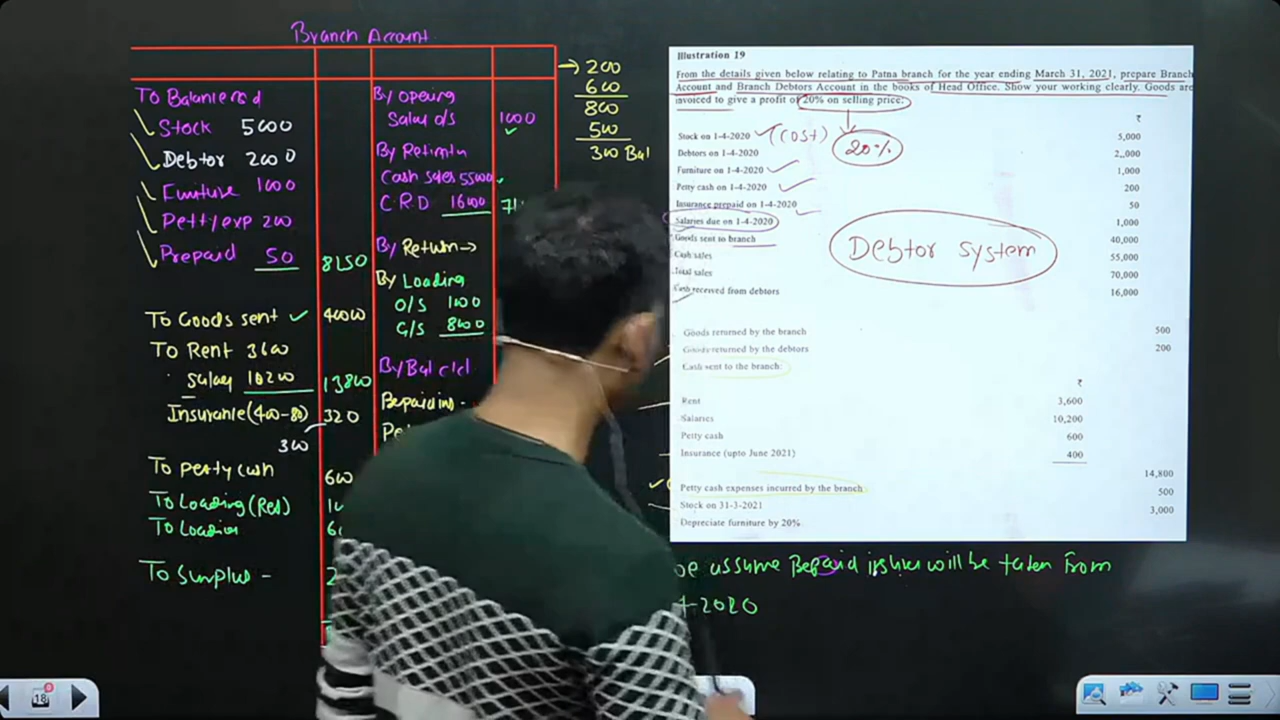 Branch Account
To Balance b d
Stock 5000
Debtor 2000
Furniture 1000
Petty exp 200
Prepaid 50
8250
To Goods sent 40000
To Rent 3600
Salary 10200
13800
Insurance (400-80) 320
300
To petty cash 600
To Loading (Ret)
To Loading
To Surplus -
By Opening
Salary o/s 1000
By Remittn
Cash sales 55000
C.R.D 16000
By Return →
By Loading
O/S 1000
G/S 8000
By Bal c/d
→ 200
600
800
500
300 Bal
Illustration 19
From the details given below relating to Patna branch for the year ending March 31, 2021, prepare Branch
Account and Branch Debtors Account in the books of Head Office. Show your working clearly. Goods are
invoiced to give a profit of 20% on selling price:
₹
Stock on 1-4-2020 (Cost) 5,000
20%
Debtors on 1-4-2020 2,,000
Furniture on 1-4-2020 1,000
Petty cash on 1-4-2020 200
Insurance prepaid on 1-4-2020 50
Salaries due on 1-4-2020 1,000
Goods sent to branch 40,000
Cash sales 55,000
Total sales 70,000
Cash received from debtors 16,000
Debtor system
Goods returned by the branch 500
Goods returned by the debtors 200
Cash sent to the branch:
₹
Rent 3,600
Salaries 10,200
Petty cash 600
Insurance (upto June 2021) 400
14,800
Petty cash expenses incurred by the branch 500
Stock on 31-3-2021 3,000
Depreciate furniture by 20%
assume will be taken From
2020
18